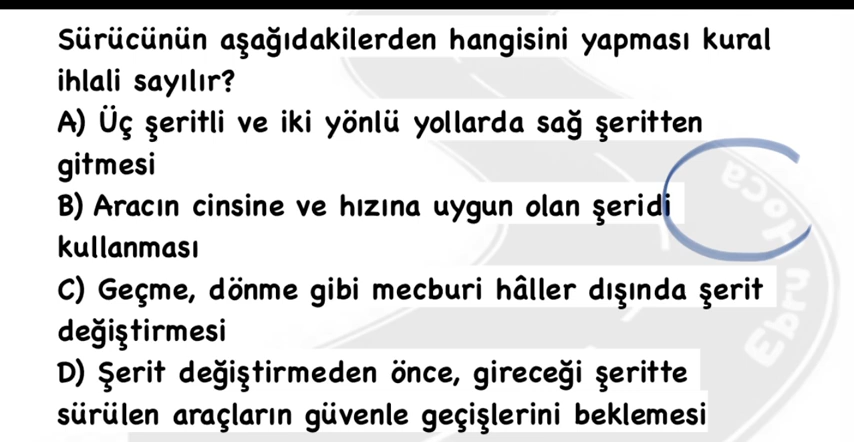 Sürücünün aşağıdakilerden hangisini yapması kural
ihlali sayılır?
A) Üç şeritli ve iki yönlü yollarda sağ şeritten
gitmesi
B) Aracın cinsine ve hızına uygun olan şeridi
kullanması
C) Geçme, dönme gibi mecburi hâller dışında şerit
değiştirmesi
D) Şerit değiştirmeden önce, gireceği şeritte
sürülen araçların güvenle geçişlerini beklemesi
Ebru Hoca